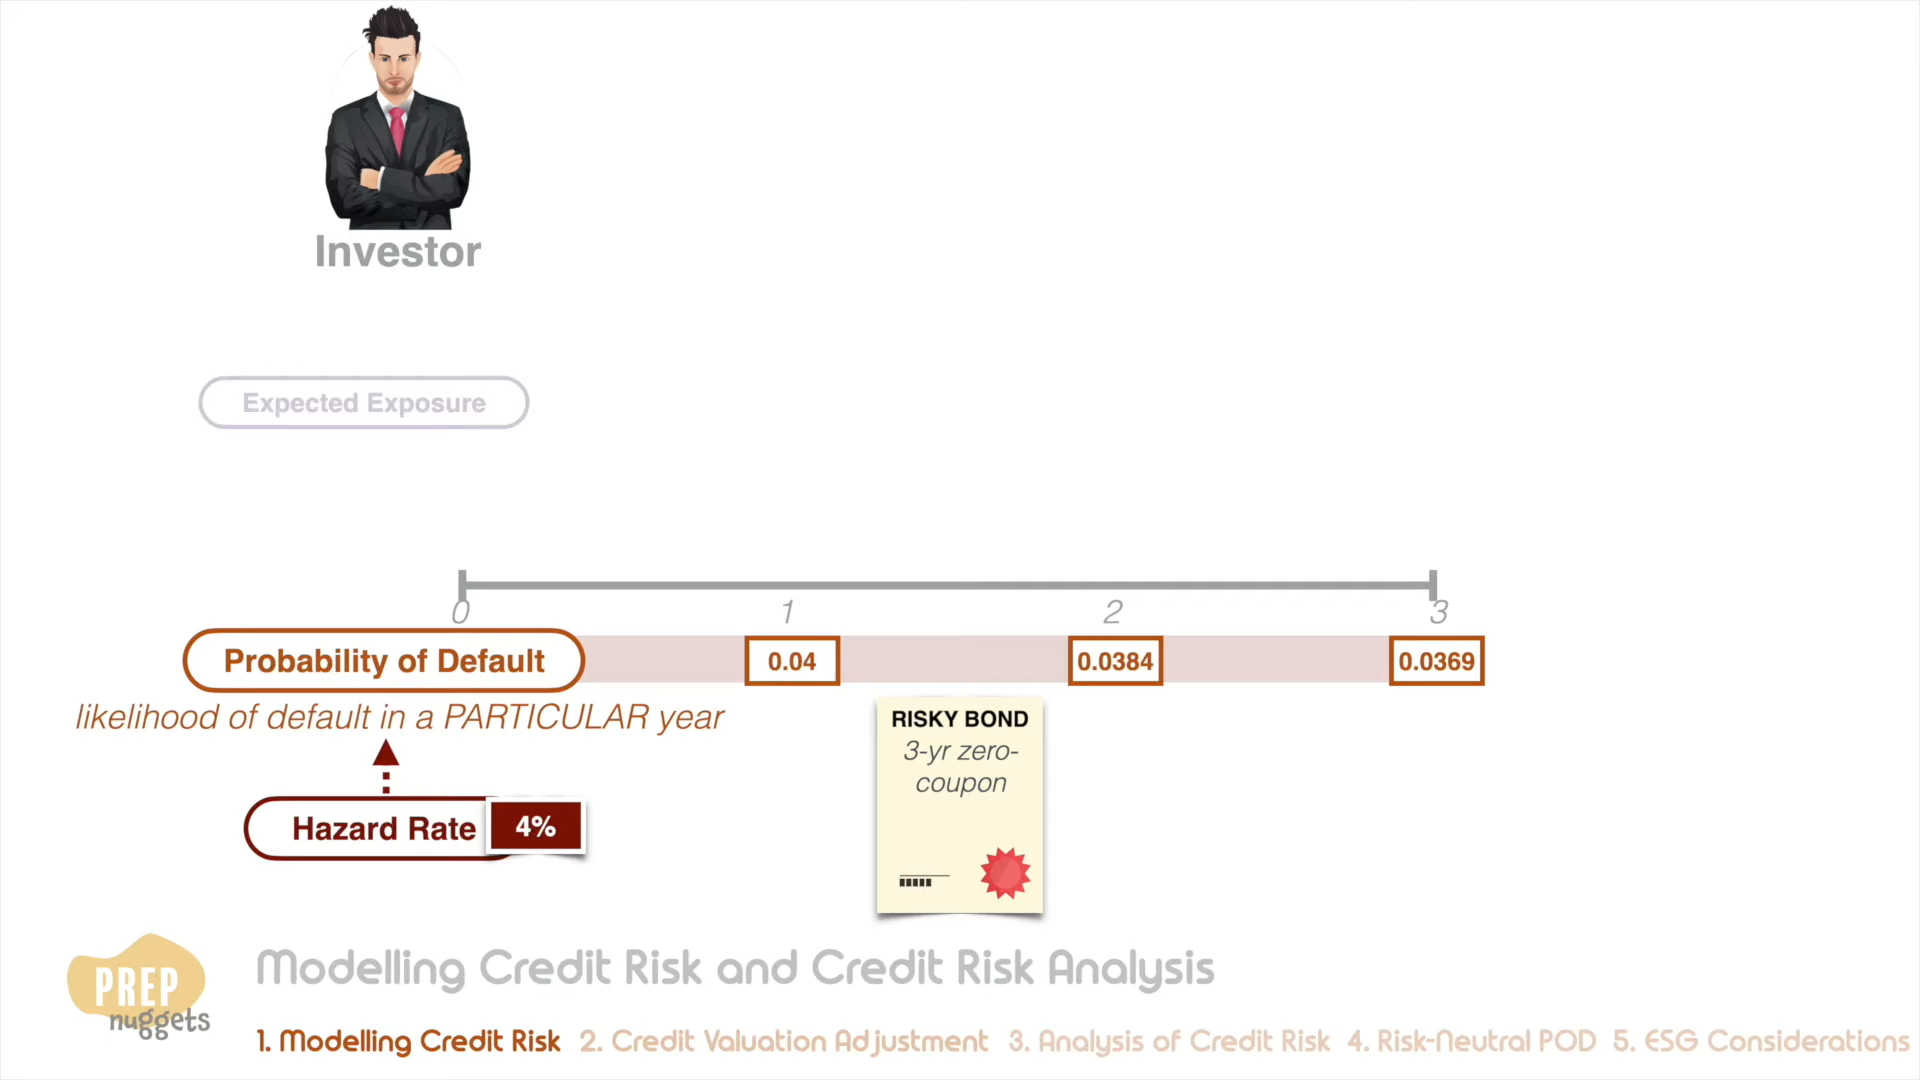 Investor
Expected Exposure
0 1 2 3
Probability of Default 0.04 0.0384 0.0369
likelihood of default in a PARTICULAR year
RISKY BOND
3-yr zero-
coupon
Hazard Rate 4%
PREP
nuggets
Modelling Credit Risk and Credit Risk Analysis
1. Modelling Credit Risk 2. Credit Valuation Adjustment 3. Analysis of Credit Risk 4. Risk-Neutral POD 5. ESG Considerations